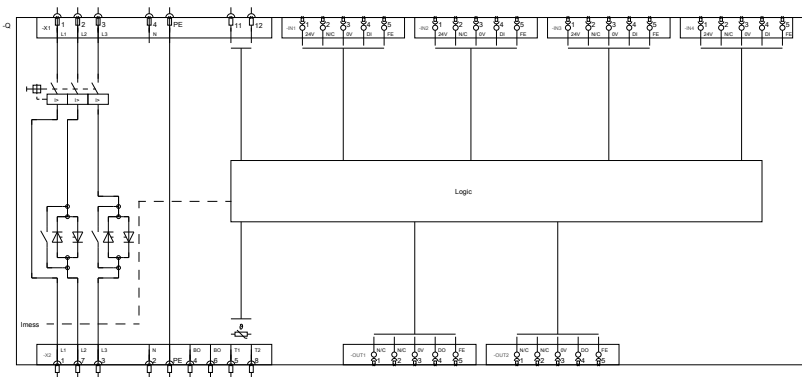 -Q
-X1 1 2 3 4 PE 11 12
L1 L2 L3 N
-IN1 1 2 3 4 5
24V N/C 0V DI FE
-IN2 1 2 3 4 5
24V N/C 0V DI FE
-IN3 1 2 3 4 5
24V N/C 0V DI FE
-IN4 1 2 3 4 5
24V N/C 0V DI FE
I> I> I>
Logic
Imess
ϑ
-X2 L1 L2 L3 N BO BO T1 T2
1 7 3 2 PE 4 6 5 8
-OUT1 N/C N/C 0V DO FE
1 2 3 4 5
-OUT2 N/C N/C 0V DO FE
1 2 3 4 5